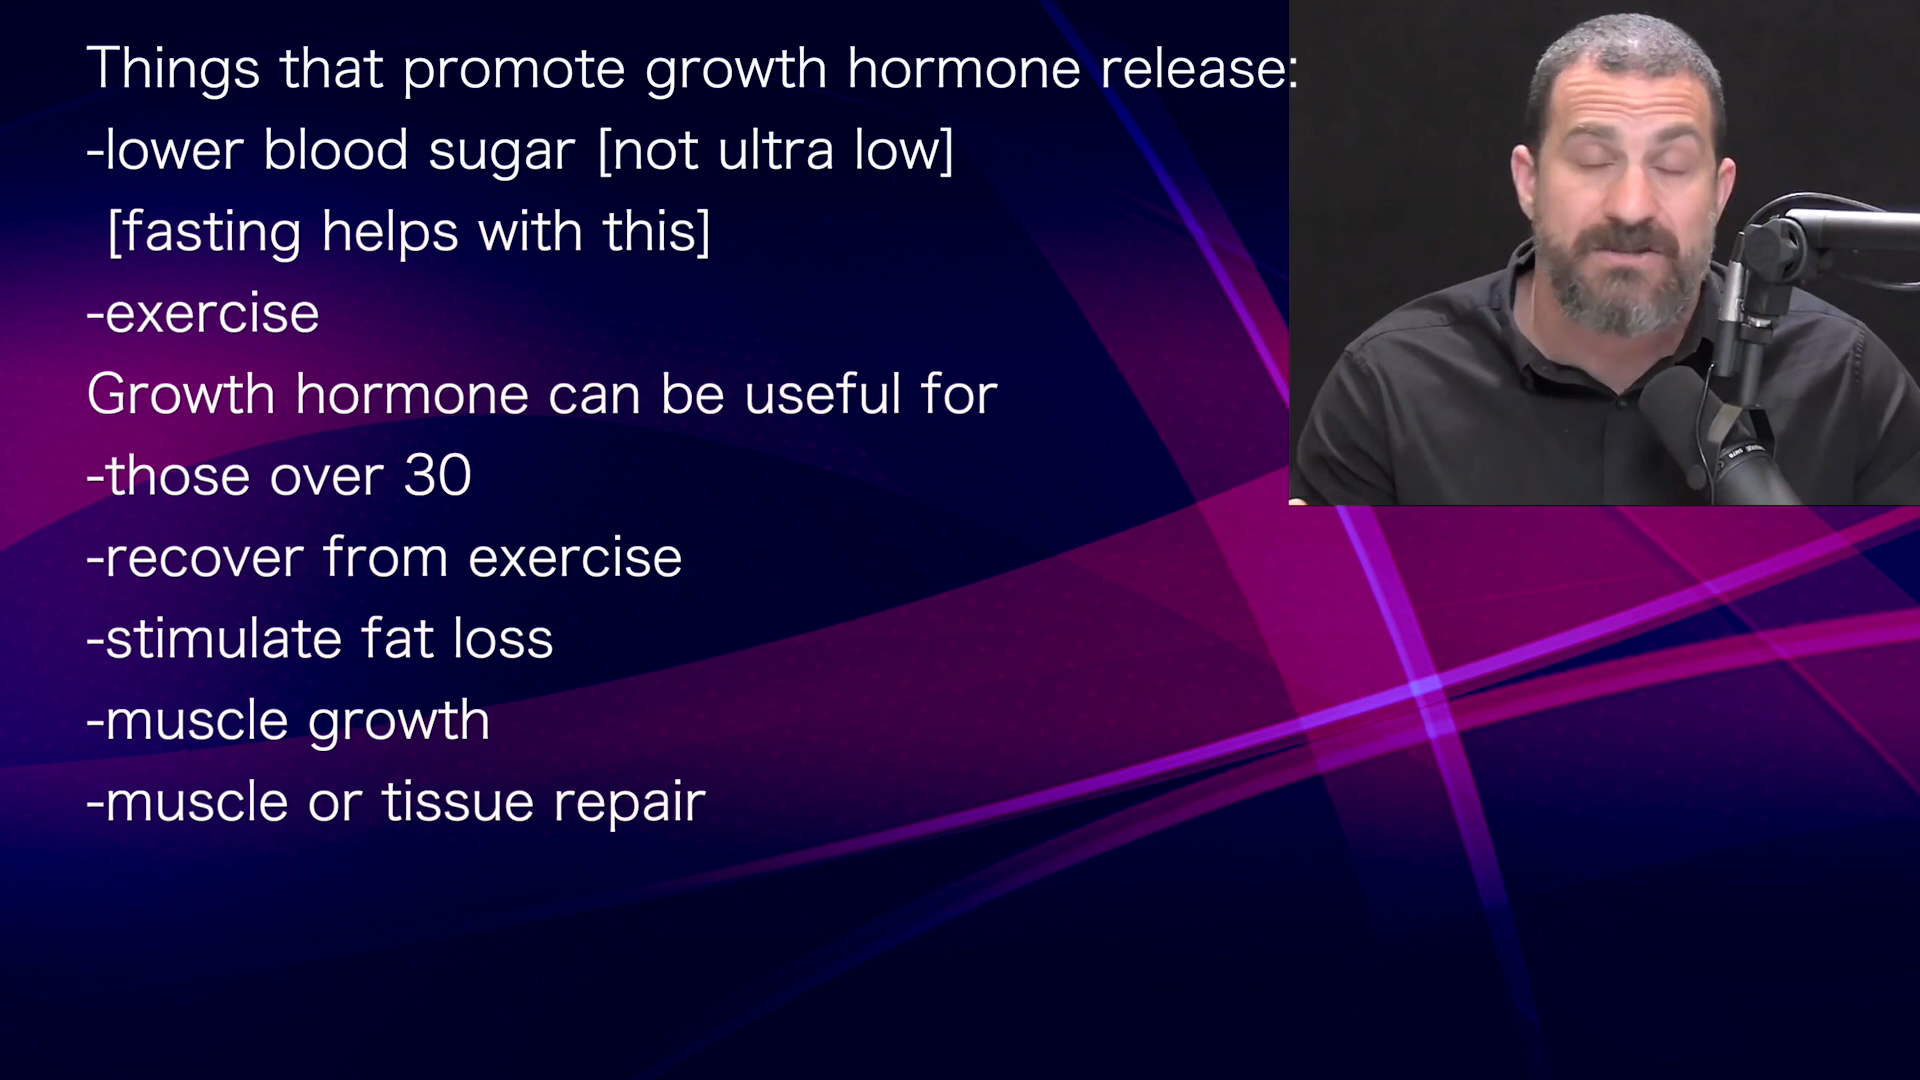 Things that promote growth hormone release:
-lower blood sugar [not ultra low]
[fasting helps with this]
-exercise
Growth hormone can be useful for
-those over 30
-recover from exercise
-stimulate fat loss
-muscle growth
-muscle or tissue repair